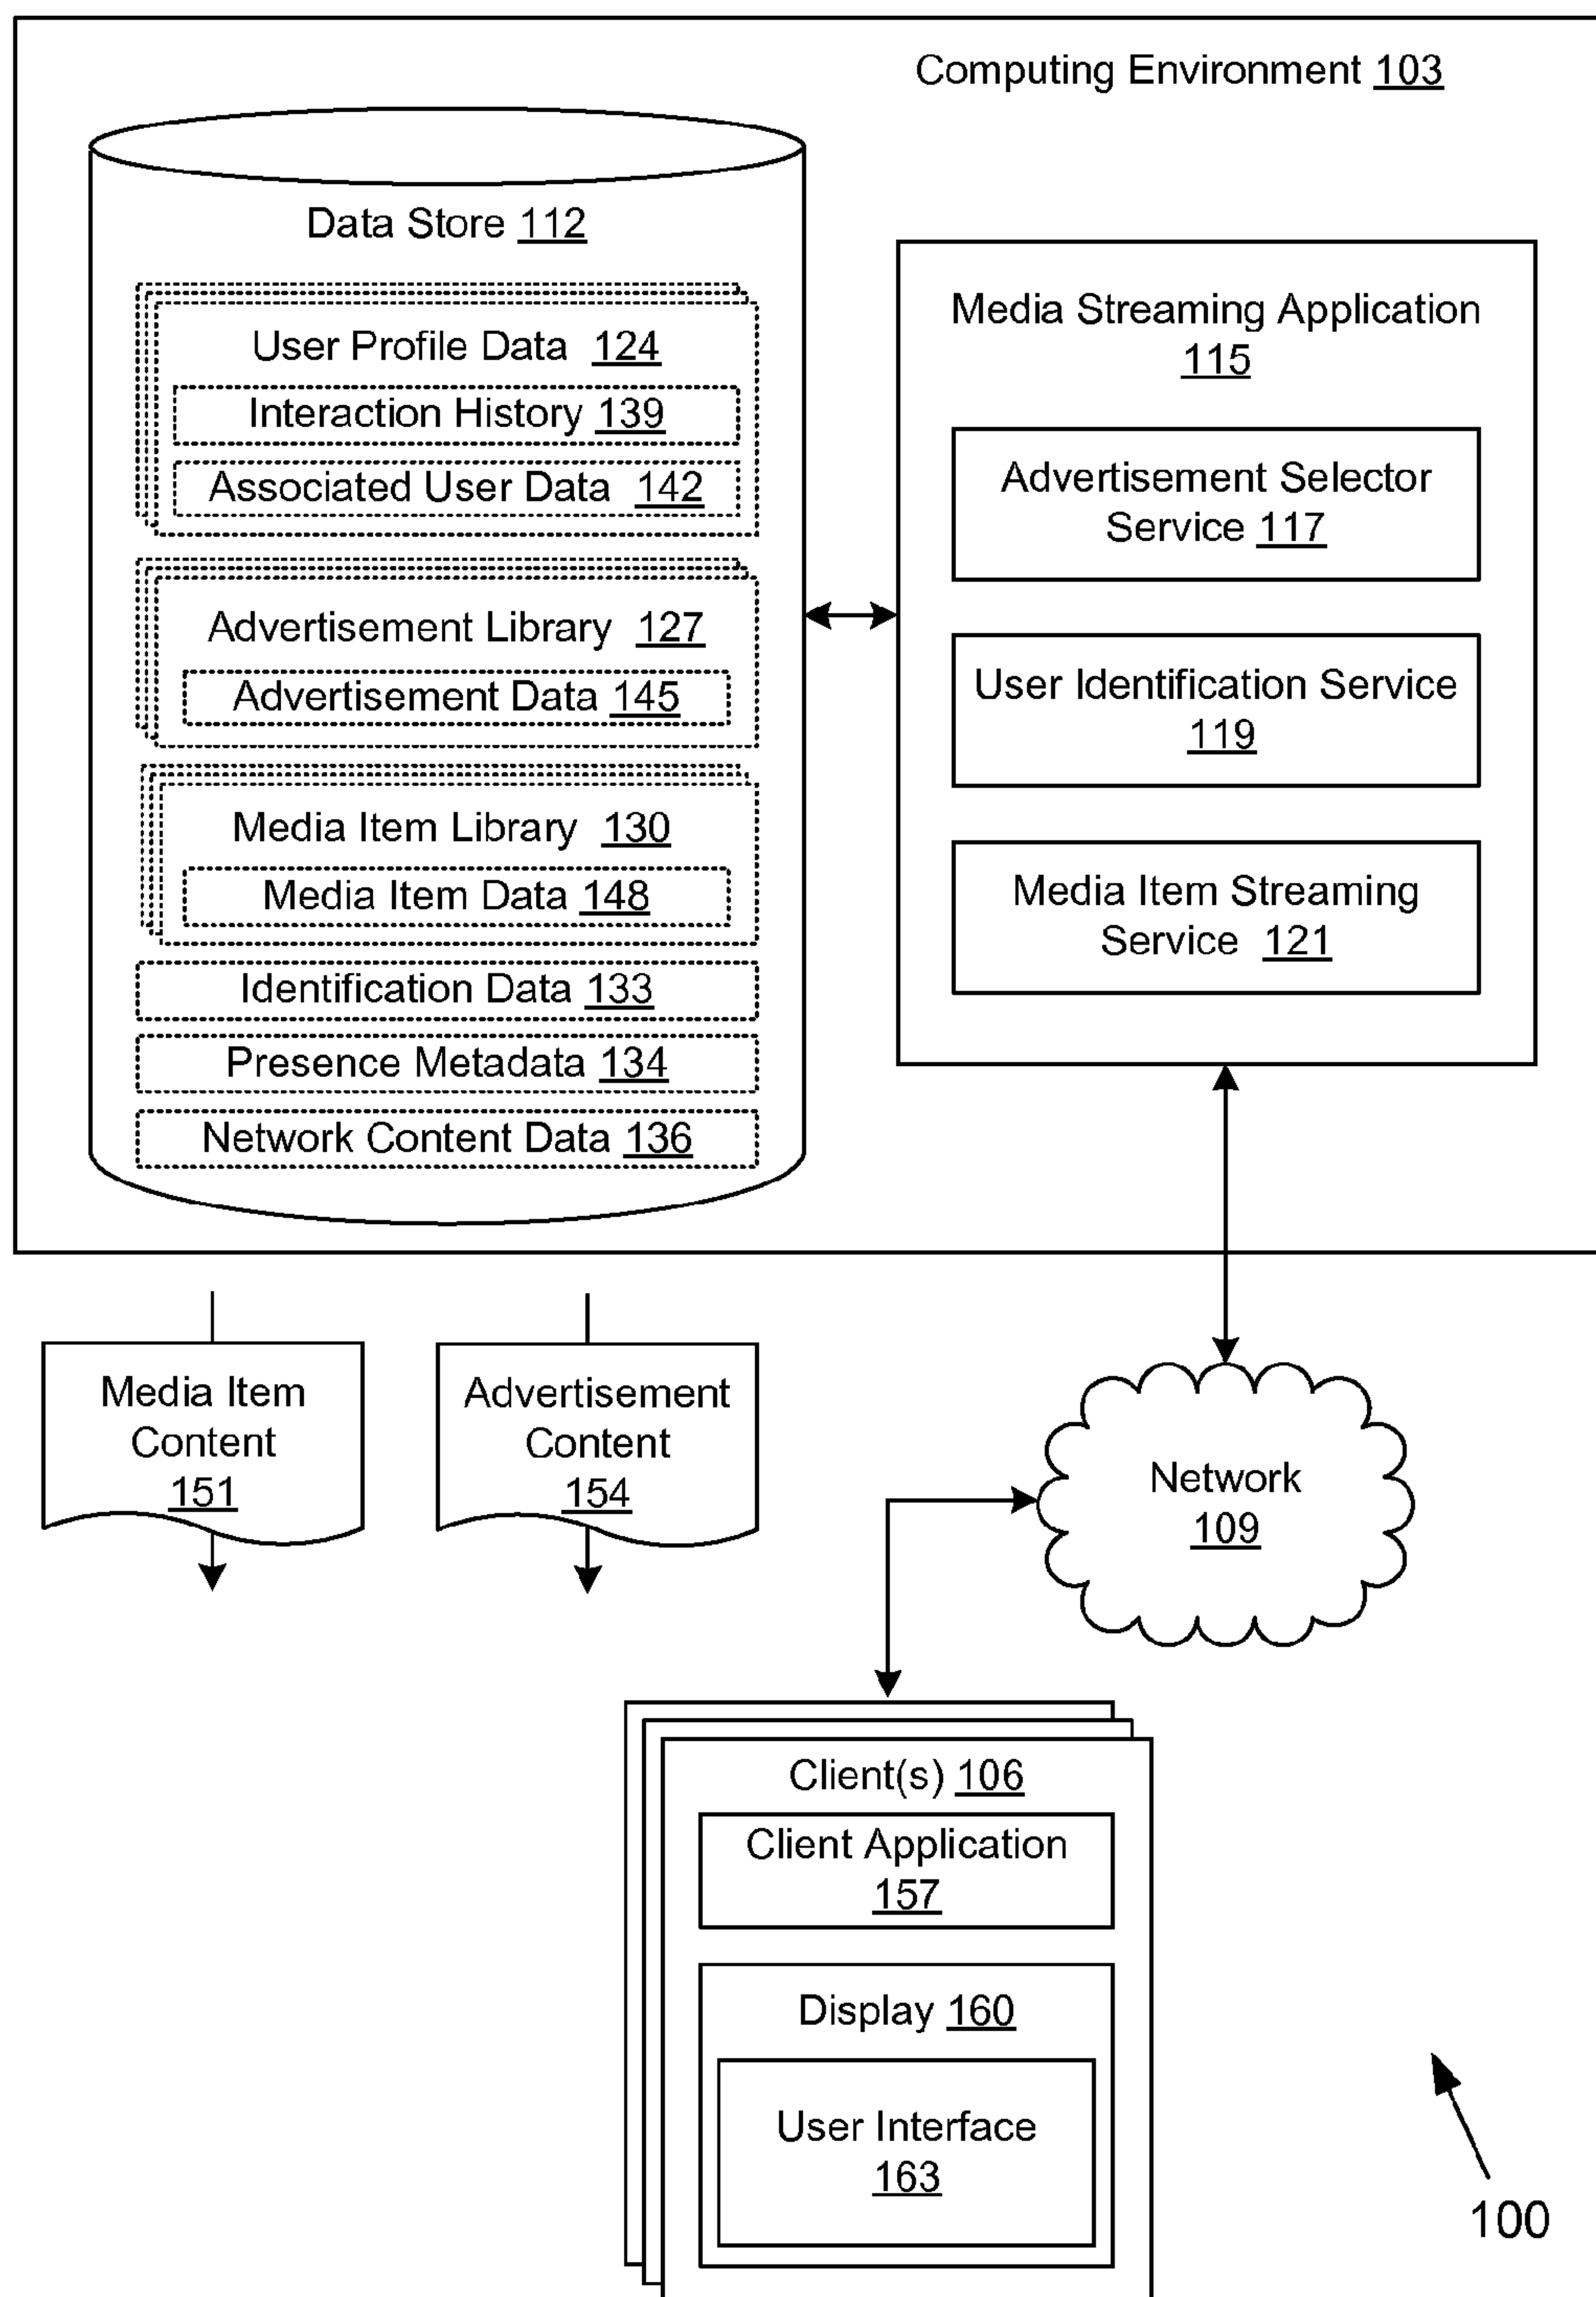 Computing Environment 103
Data Store 112
User Profile Data 124
Interaction History 139
Associated User Data 142
Advertisement Library 127
Advertisement Data 145
Media Item Library 130
Media Item Data 148
Identification Data 133
Presence Metadata 134
Network Content Data 136
Media Streaming Application
115
Advertisement Selector
Service 117
User Identification Service
119
Media Item Streaming
Service 121
Media Item
Content
151
Advertisement
Content
154
Network
109
Client(s) 106
Client Application
157
Display 160
User Interface
163
100